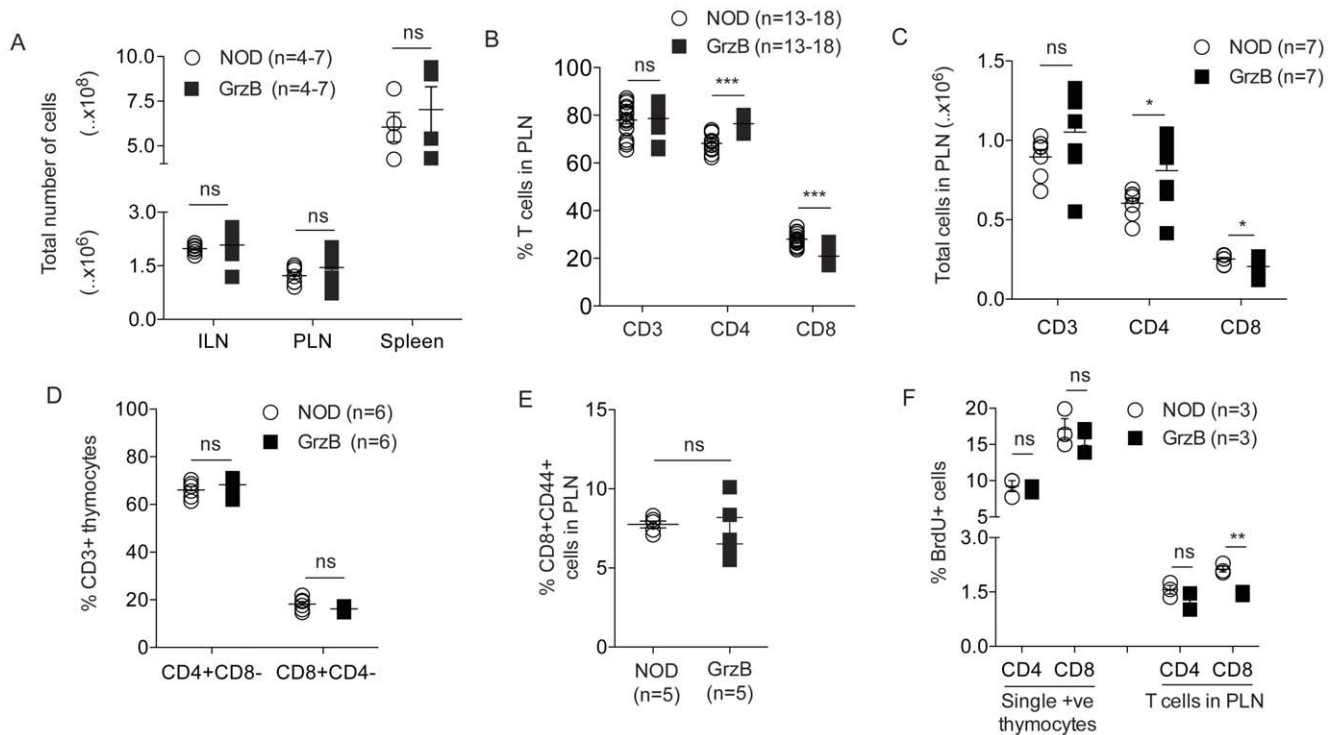 A
Total number of cells
(..x10⁸)
(..x10⁶)
NOD (n=4-7)
GrzB (n=4-7)
10.0
7.5
5.0
3.0
1.5
0.0
ns
ns
ns
ILN PLN Spleen
B
NOD (n=13-18)
GrzB (n=13-18)
% T cells in PLN
100
80
60
40
20
0
ns
***
***
CD3 CD4 CD8
C
NOD (n=7)
GrzB (n=7)
Total cells in PLN (..x10⁶)
1.5
1.0
0.5
1.0
ns
*
*
CD3 CD4 CD8
D
NOD (n=6)
GrzB (n=6)
% CD3+ thymocytes
100
80
60
40
20
0
ns
ns
CD4+CD8- CD8+CD4-
E
% CD8+CD44+
cells in PLN
15
10
5
0
ns
NOD GrzB
(n=5) (n=5)
F
NOD (n=3)
GrzB (n=3)
% BrdU+ cells
20
15
10
5
3.0
1.5
0.0
ns
ns
ns
**
CD4 CD8 CD4 CD8
Single +ve T cells in PLN
thymocytes